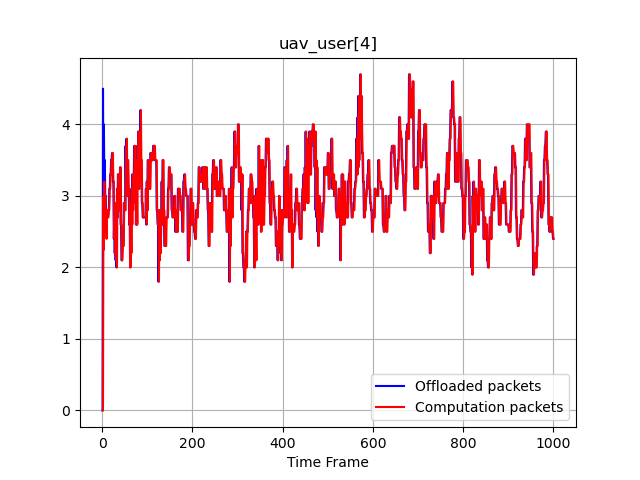 uav_user[4]
4
3
2
1
0
Offloaded packets
Computation packets
0 200 400 600 800 1000
Time Frame